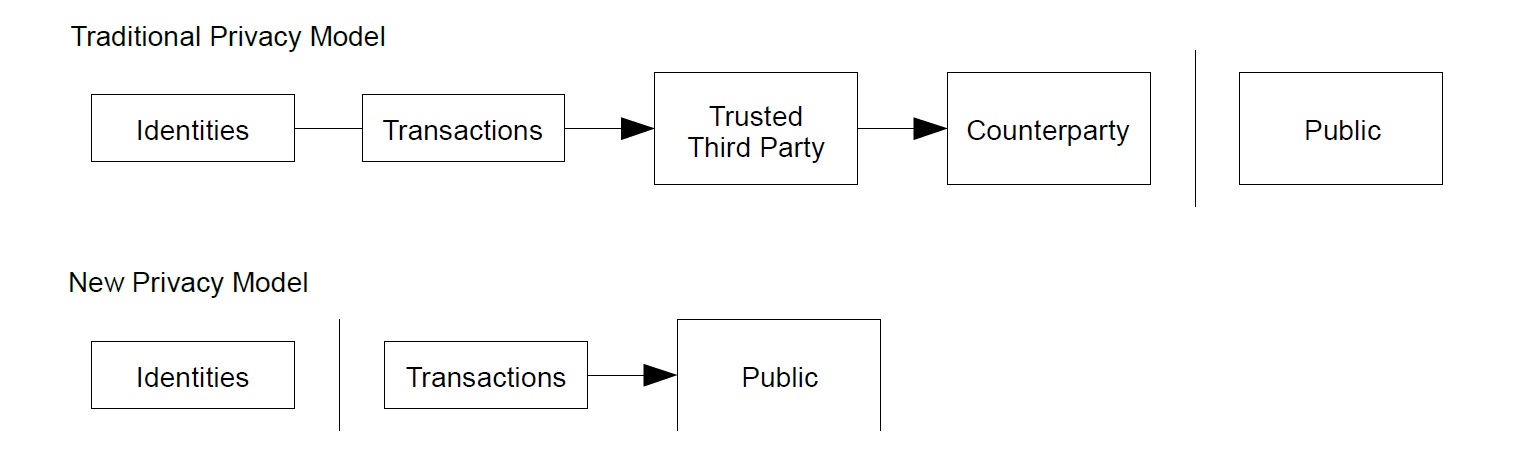 Traditional Privacy Model
Identities
Transactions
Trusted
Third Party
Counterparty
Public
New Privacy Model
Identities
Transactions
Public